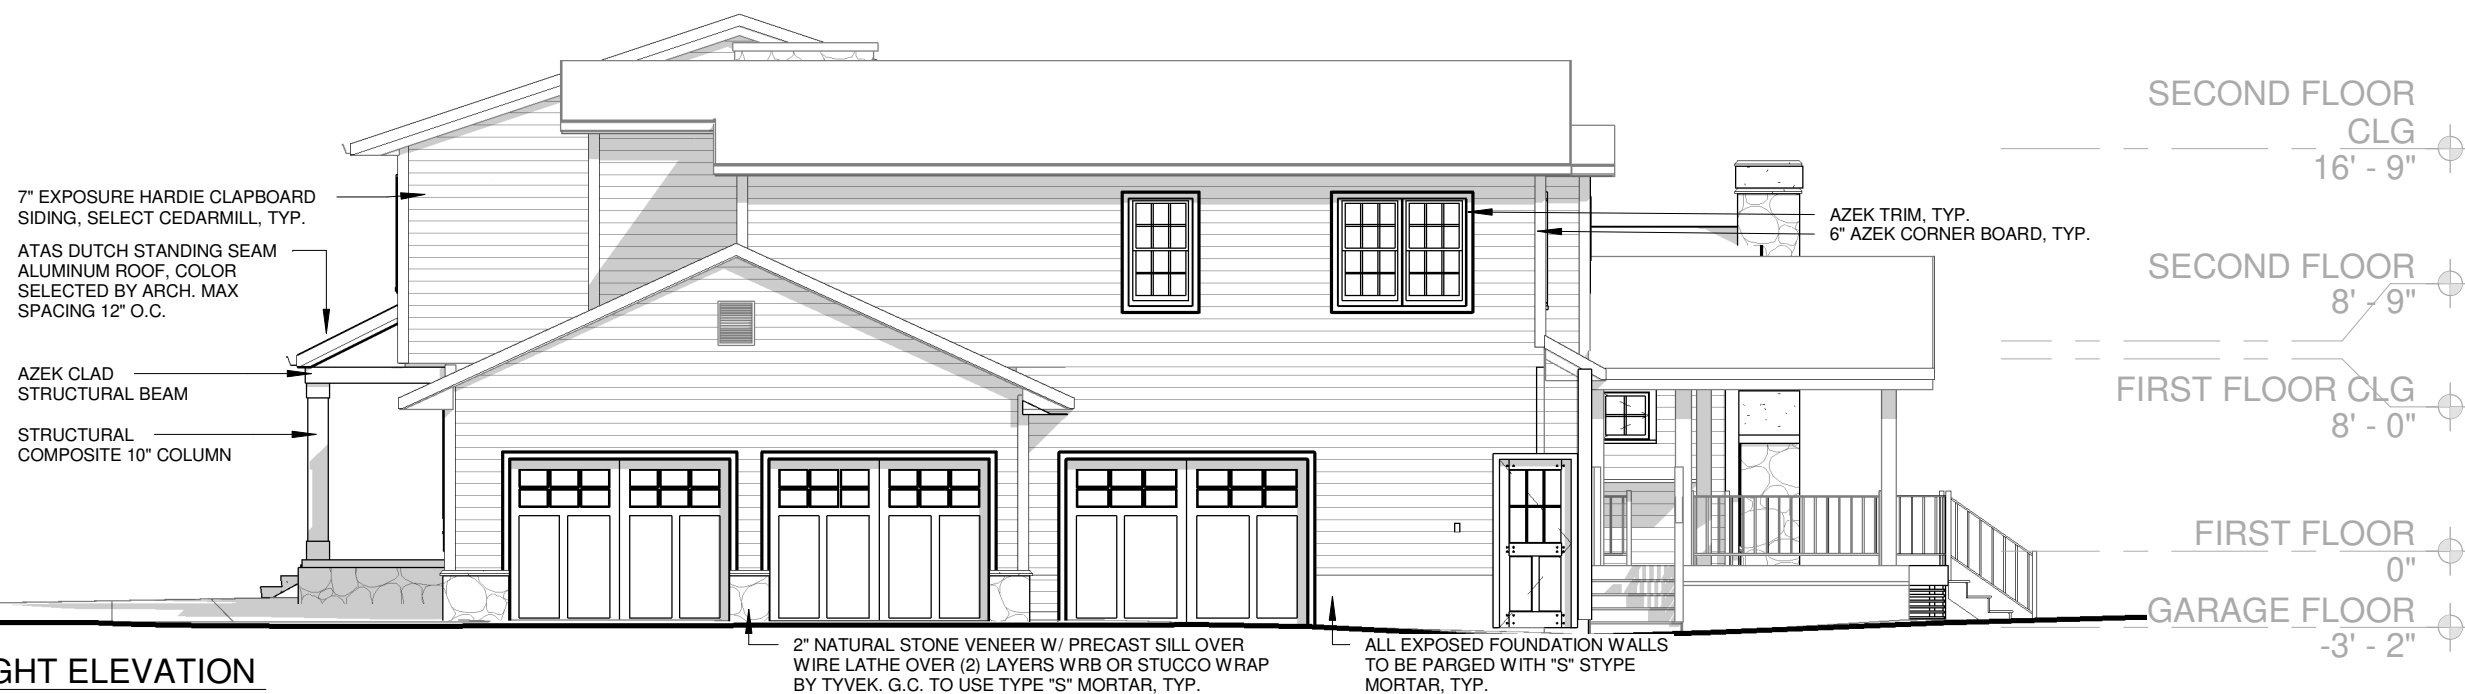 7" EXPOSURE HARDIE CLAPBOARD
SIDING, SELECT CEDARMILL, TYP.
ATAS DUTCH STANDING SEAM
ALUMINUM ROOF, COLOR
SELECTED BY ARCH. MAX
SPACING 12" O.C.
AZEK CLAD
STRUCTURAL BEAM
STRUCTURAL
COMPOSITE 10" COLUMN
AZEK TRIM, TYP.
6" AZEK CORNER BOARD, TYP.
SECOND FLOOR
CLG
16' - 9"
SECOND FLOOR
8' - 9"
FIRST FLOOR CLG
8' - 0"
FIRST FLOOR
0"
GARAGE FLOOR
-3' - 2"
2" NATURAL STONE VENEER W/ PRECAST SILL OVER
WIRE LATHE OVER (2) LAYERS WRB OR STUCCO WRAP
BY TYVEK. G.C. TO USE TYPE "S" MORTAR, TYP.
ALL EXPOSED FOUNDATION WALLS
TO BE PARGED WITH "S" STYPE
MORTAR, TYP.
GHT ELEVATION